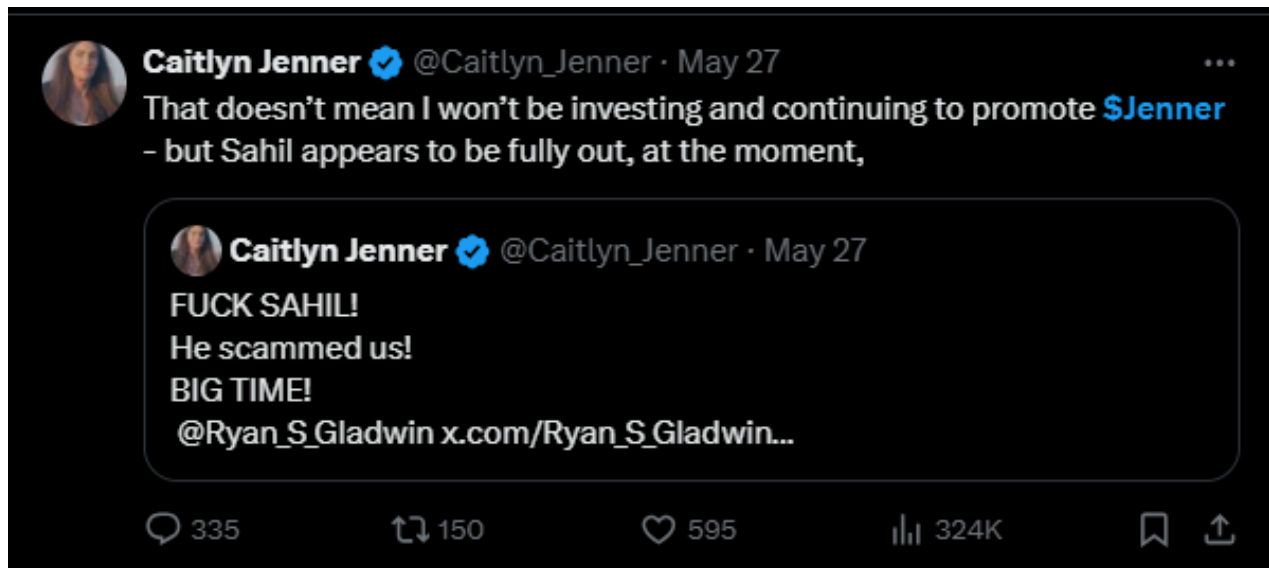 Caitlyn Jenner @Caitlyn_Jenner · May 27
That doesn’t mean I won’t be investing and continuing to promote $Jenner
- but Sahil appears to be fully out, at the moment,
Caitlyn Jenner @Caitlyn_Jenner · May 27
FUCK SAHIL!
He scammed us!
BIG TIME!
@Ryan_S_Gladwin x.com/Ryan_S_Gladwin...
335 150 595 324K